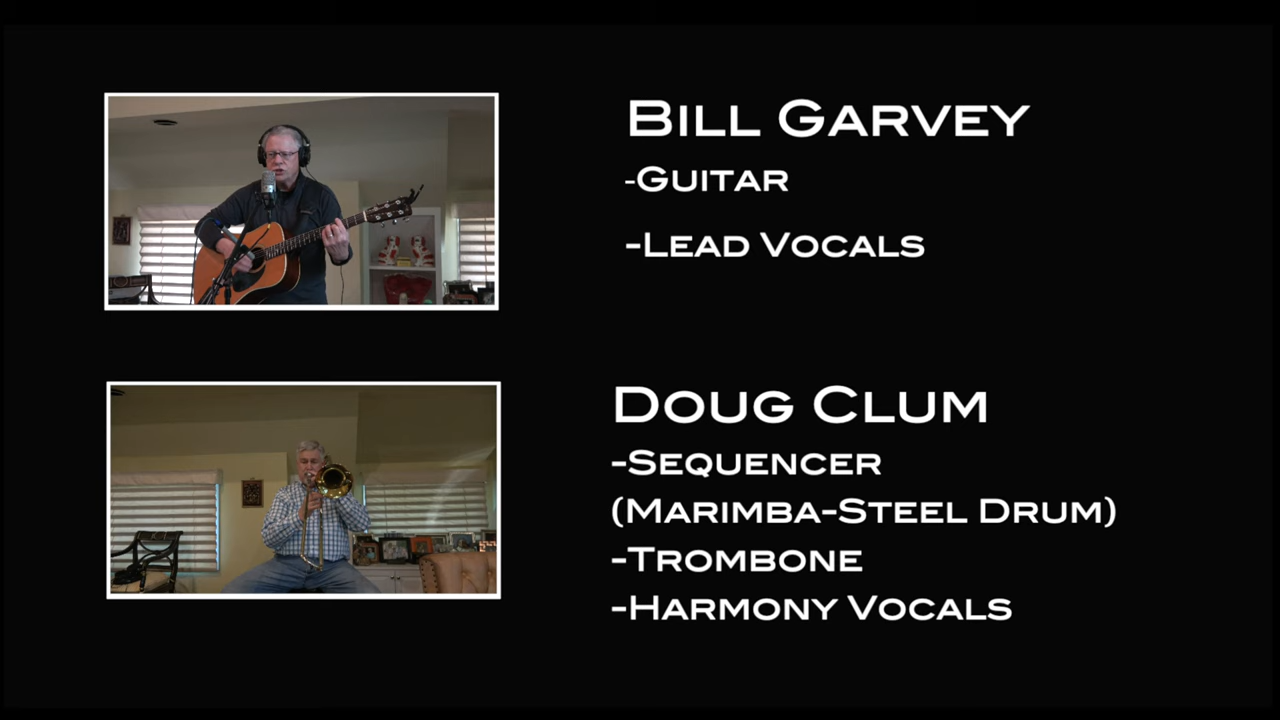 Bill Garvey
-Guitar
-Lead Vocals
Doug Clum
-Sequencer
(Marimba-Steel Drum)
-Trombone
-Harmony Vocals